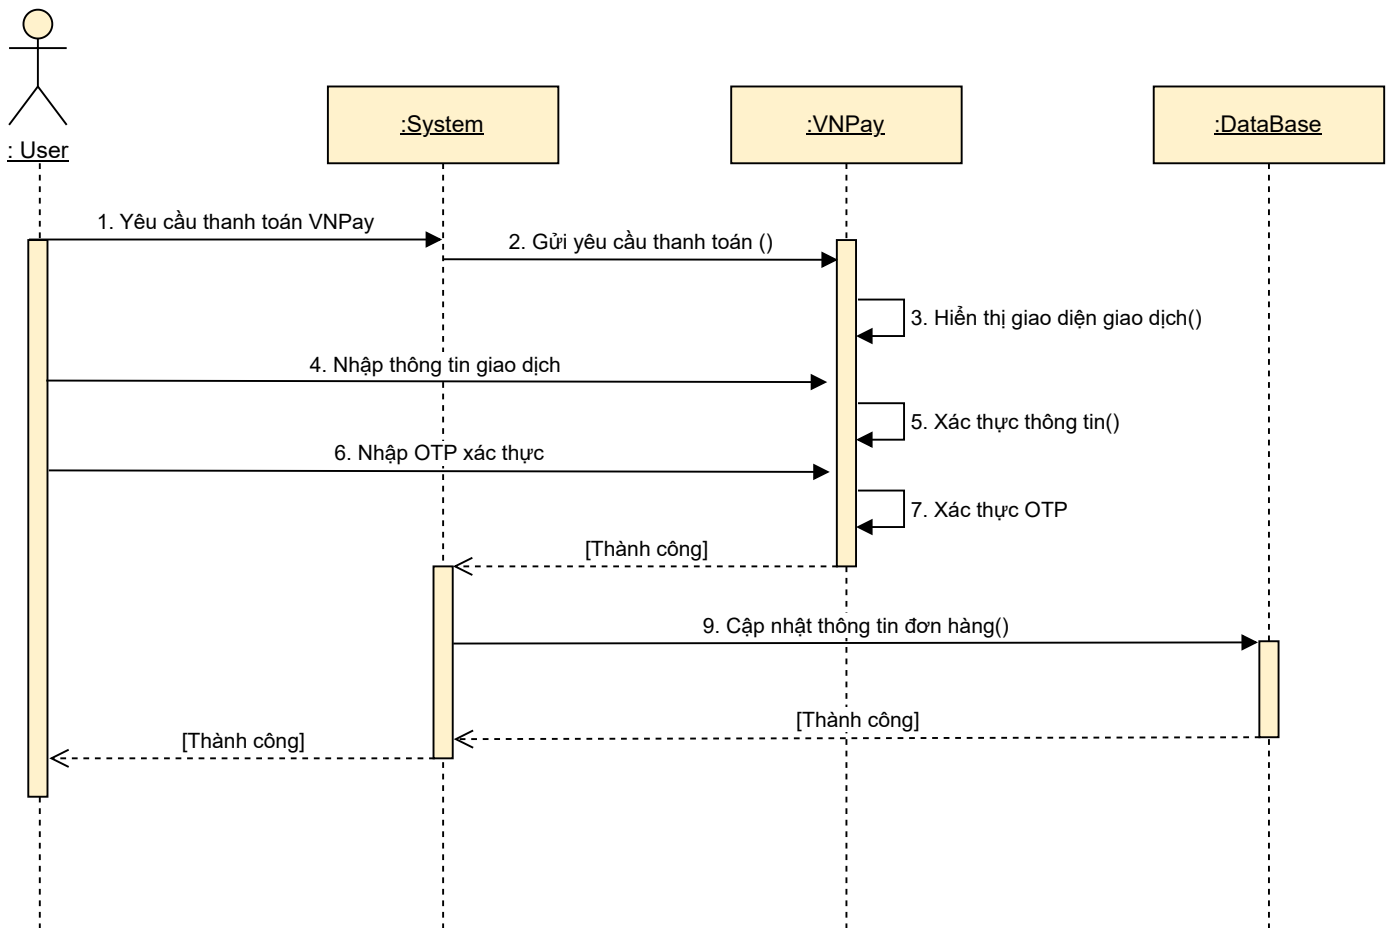 : User
:System
:VNPay
:DataBase
1. Yêu cầu thanh toán VNPay
2. Gửi yêu cầu thanh toán ()
3. Hiển thị giao diện giao dịch()
4. Nhập thông tin giao dịch
5. Xác thực thông tin()
6. Nhập OTP xác thực
7. Xác thực OTP
[Thành công]
9. Cập nhật thông tin đơn hàng()
[Thành công]
[Thành công]